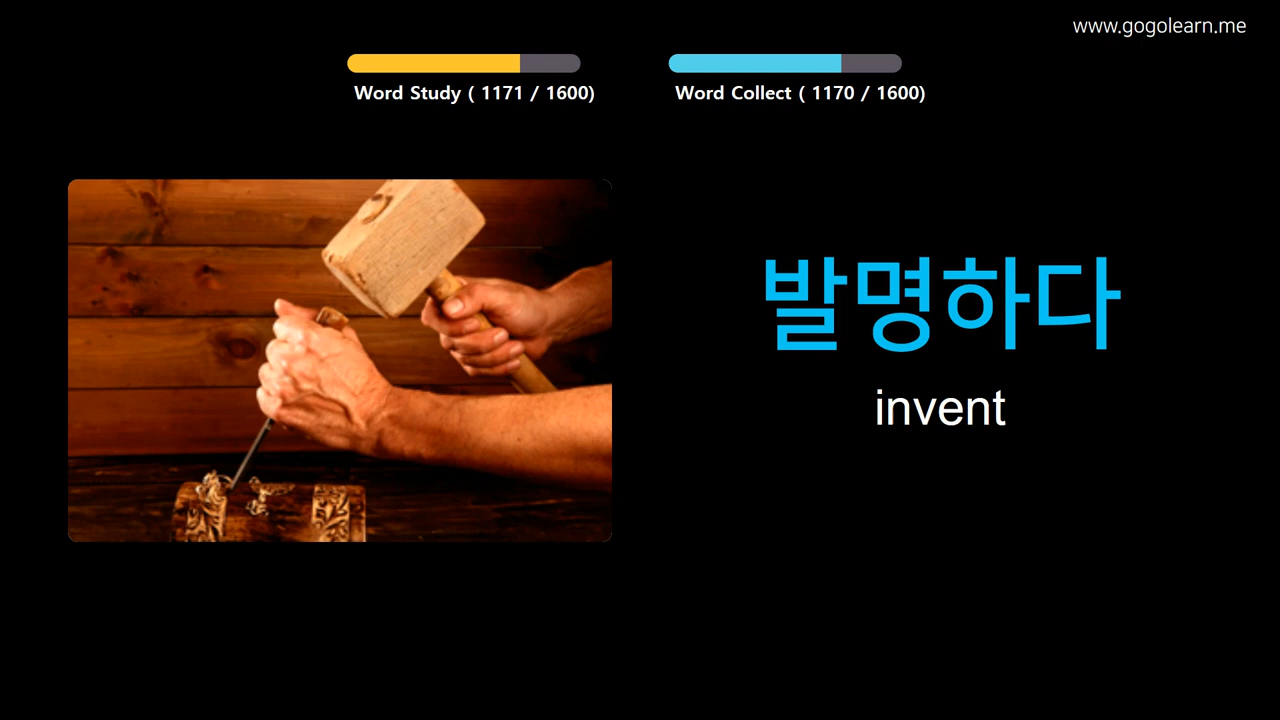 www.gogolearn.me
Word Study ( 1171 / 1600)
Word Collect ( 1170 / 1600)
발명하다
invent